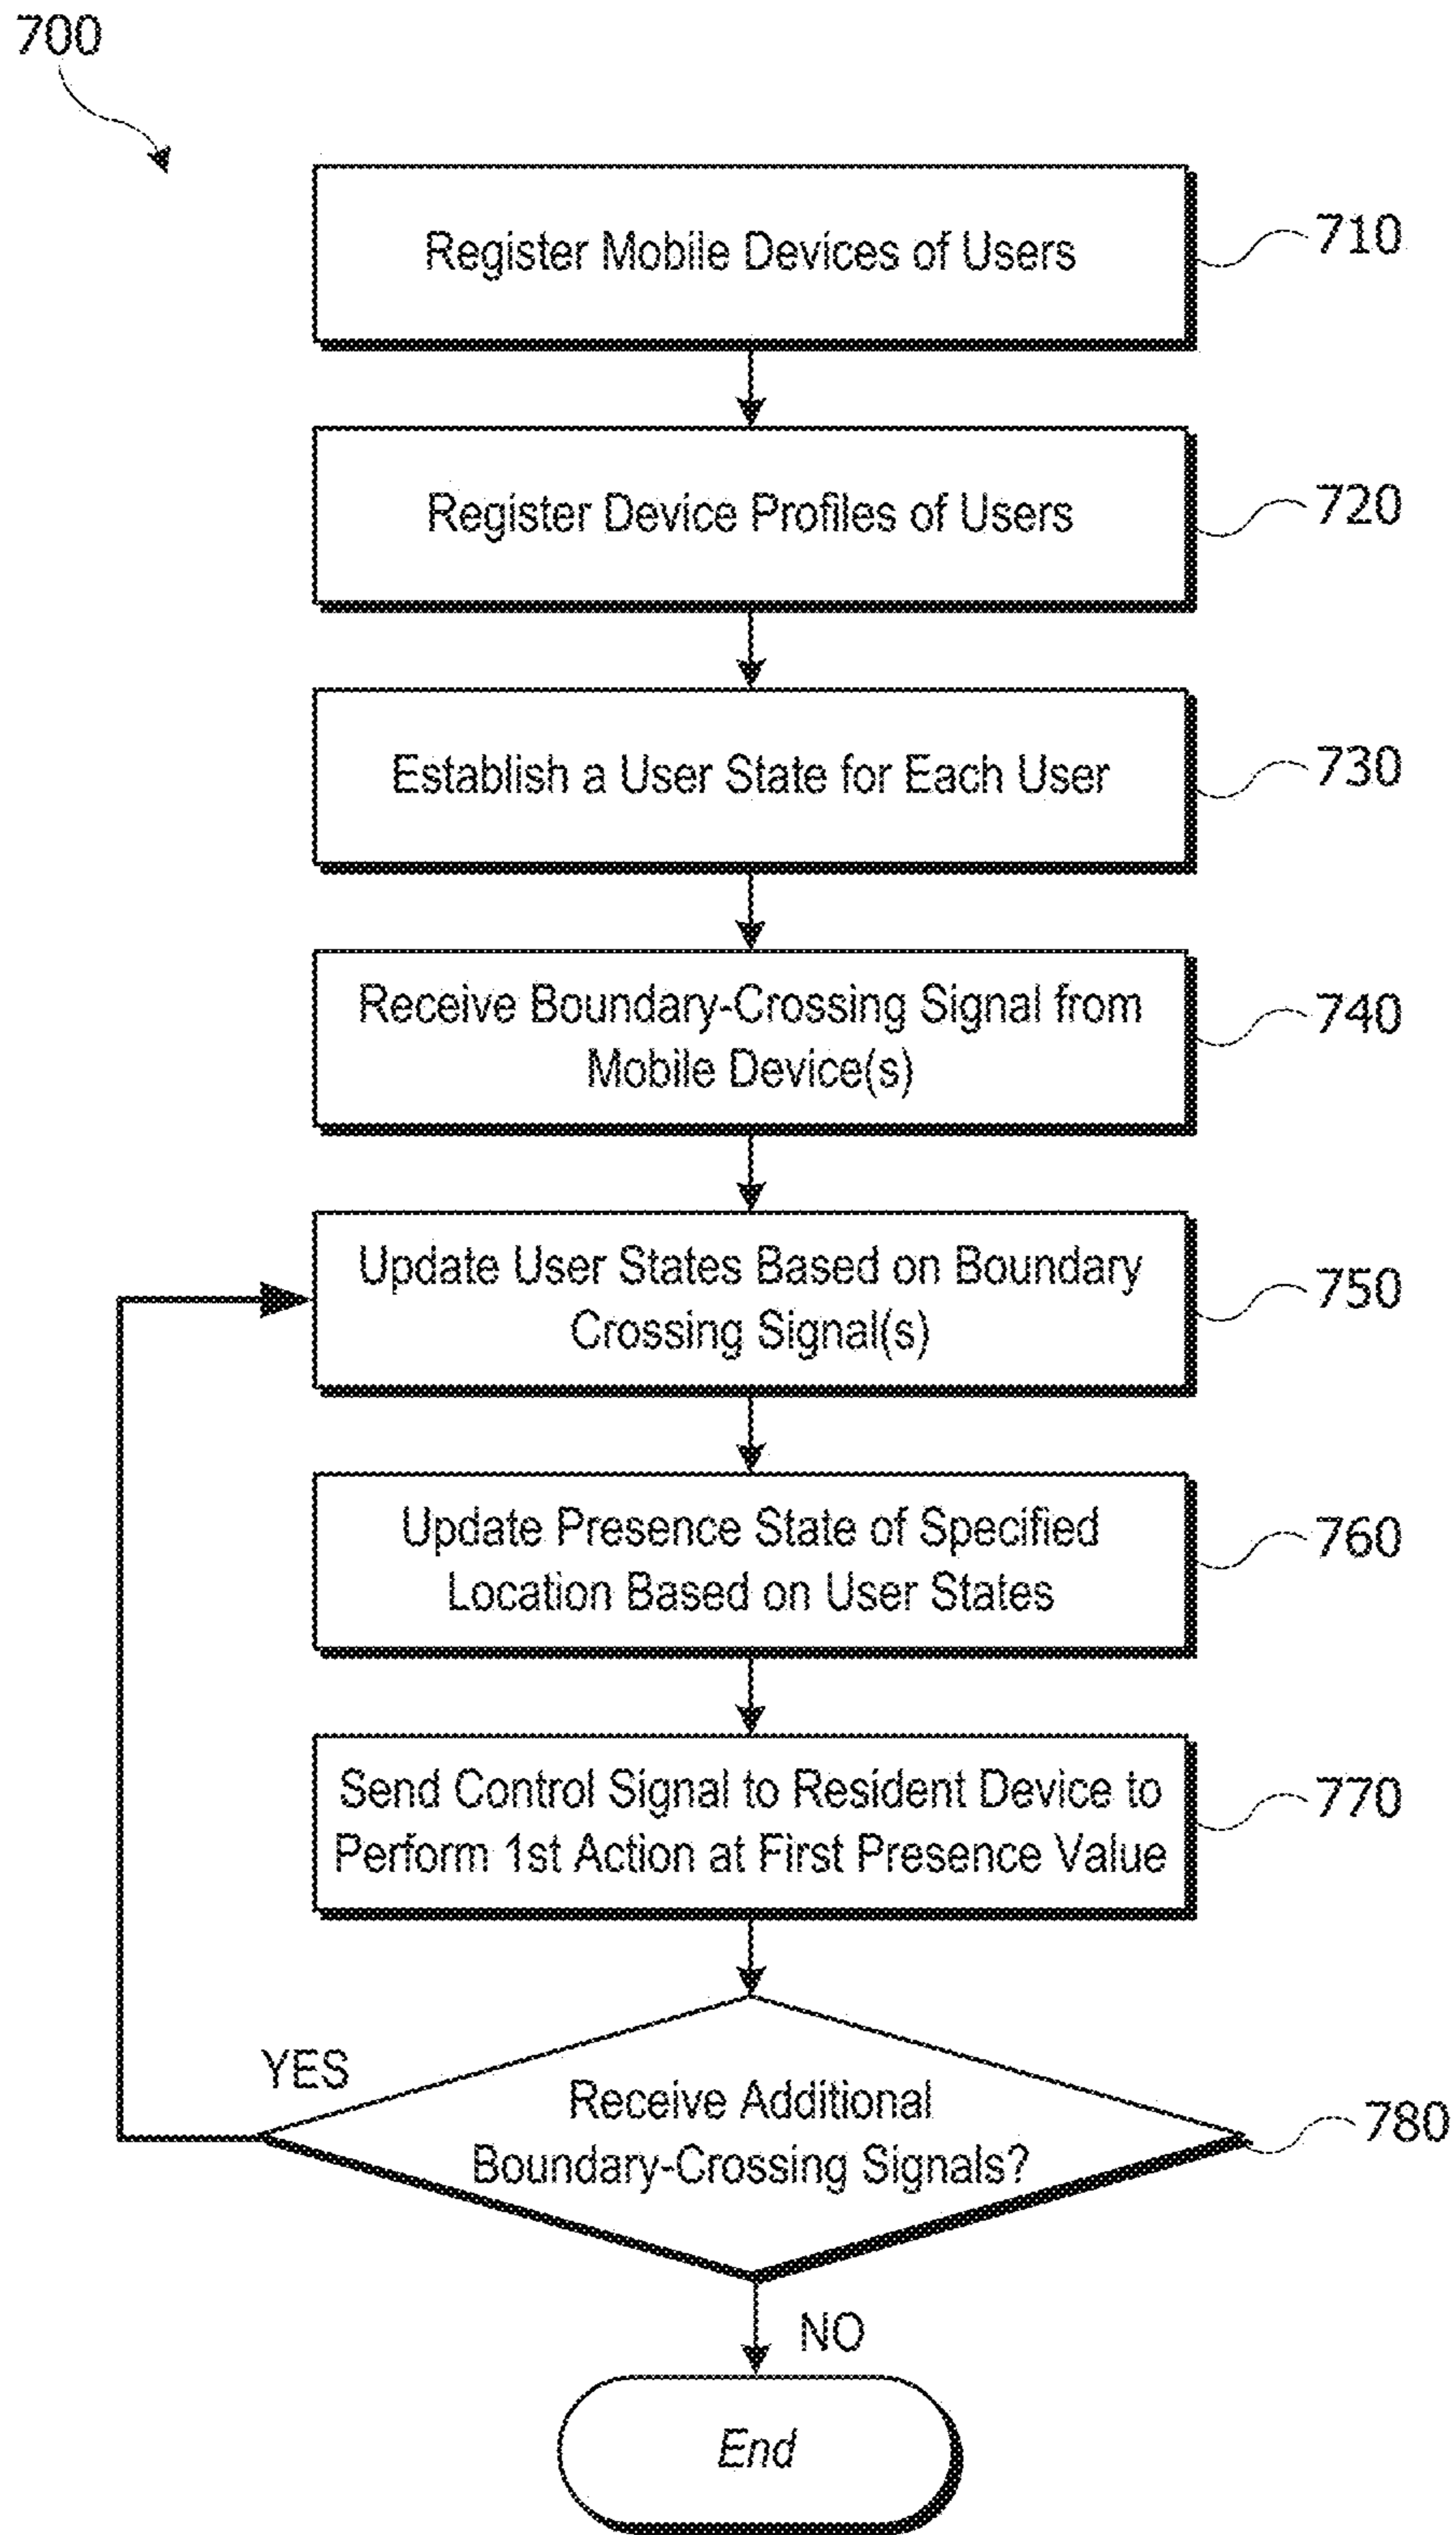 700
Register Mobile Devices of Users
710
Register Device Profiles of Users
720
Establish a User State for Each User
730
Receive Boundary-Crossing Signal from
Mobile Device(s)
740
Update User States Based on Boundary
Crossing Signal(s)
750
Update Presence State of Specified
Location Based on User States
760
Send Control Signal to Resident Device to
Perform 1st Action at First Presence Value
770
YES
Receive Additional
Boundary-Crossing Signals?
780
NO
End